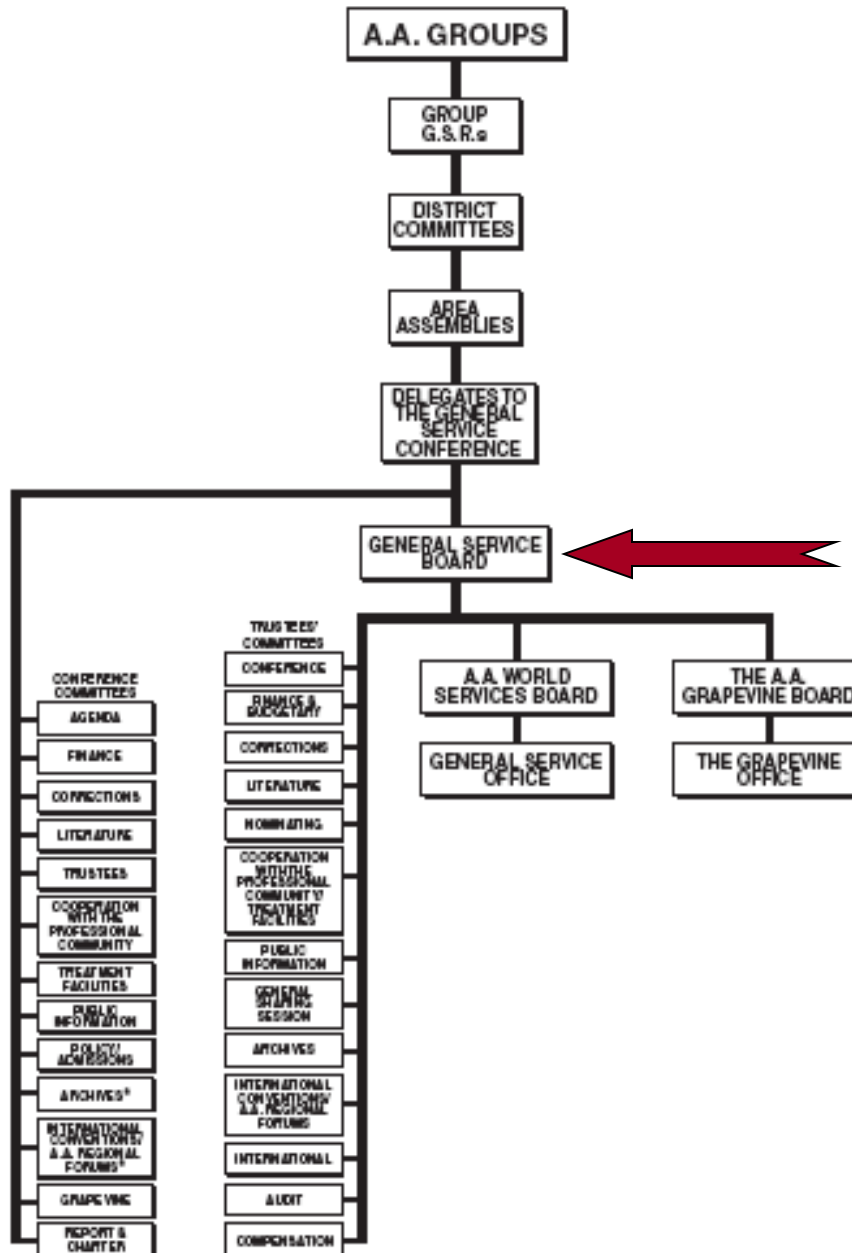 A.A. GROUPS
GROUP
G.S.R.s
DISTRICT
COMMITTEES
AREA
ASSEMBLIES
DELEGATES TO
THE GENERAL
SERVICE
CONFERENCE
GENERAL SERVICE
BOARD
CONFERENCE
COMMITTEES
AGENDA
FINANCE
CORRECTIONS
LITERATURE
TRUSTEES
COOPERATION
WITH THE
PROFESSIONAL
COMMUNITY
TREATMENT
FACILITIES
PUBLIC
INFORMATION
POLICY/
ADMISSIONS
ARCHIVES*
INTERNATIONAL
CONVENTIONS/
A.A. REGIONAL
FORUMS*
GRAPEVINE
REPORT &
CHARTER
TRUSTEES'
COMMITTEES
CONFERENCE
FINANCE &
BUDGETARY
CORRECTIONS
LITERATURE
NOMINATING
COOPERATION
WITH THE
PROFESSIONAL
COMMUNITY/
TREATMENT
FACILITIES
PUBLIC
INFORMATION
GENERAL
SHARING
SESSION
ARCHIVES
INTERNATIONAL
CONVENTIONS/
A.A. REGIONAL
FORUMS
INTERNATIONAL
AUDIT
COMPENSATION
A.A. WORLD
SERVICES BOARD
GENERAL SERVICE
OFFICE
THE A.A.
GRAPEVINE BOARD
THE GRAPEVINE
OFFICE